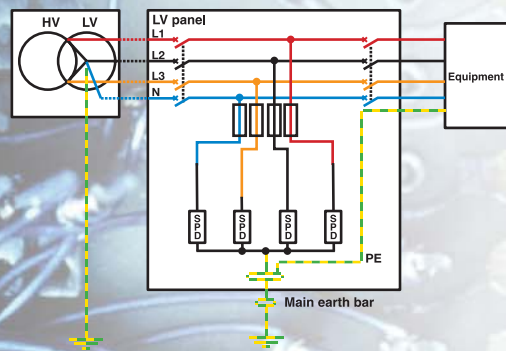 HV LV
LV panel
L1
L2
L3
N
Equipment
SPD
SPD
SPD
SPD
PE
Main earth bar